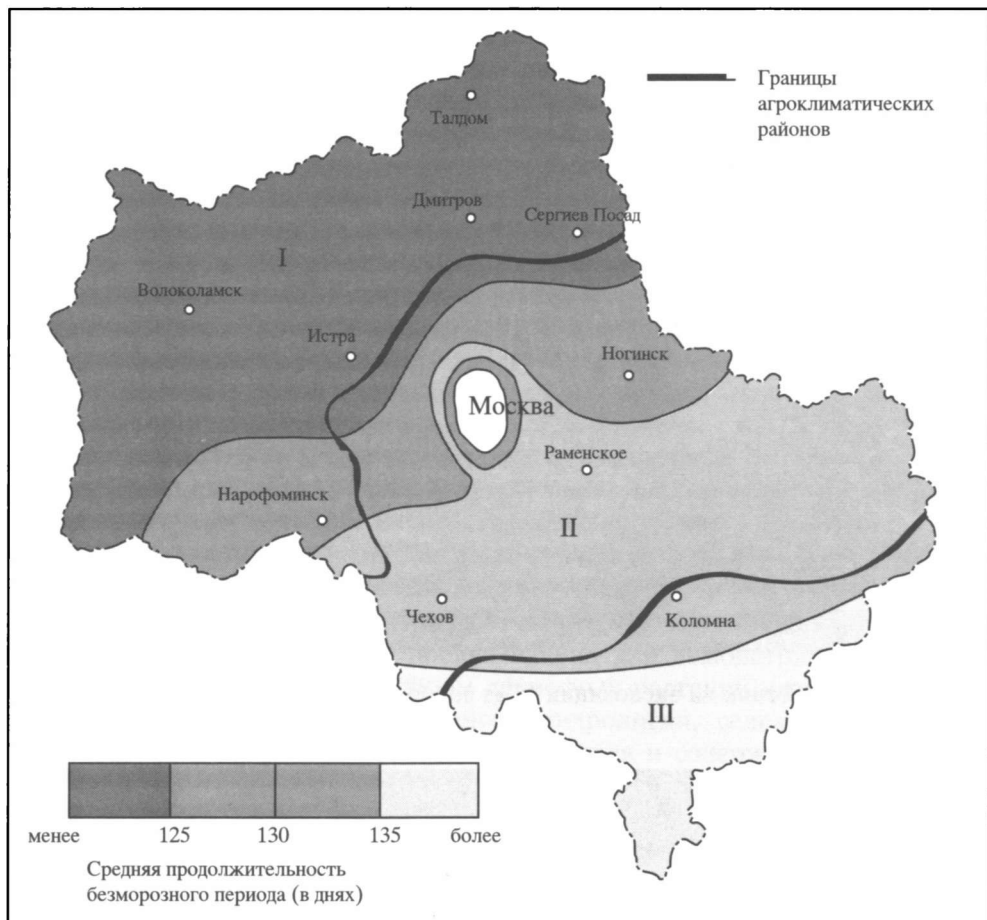 Границы
агроклиматических
районов
Талдом
Дмитров
Сергиев Посад
I
Волоколамск
Истра
Ногинск
Москва
Раменское
Нарофоминск
II
Чехов
Коломна
III
менее 125 130 135 более
Средняя продолжительность
безморозного периода (в днях)